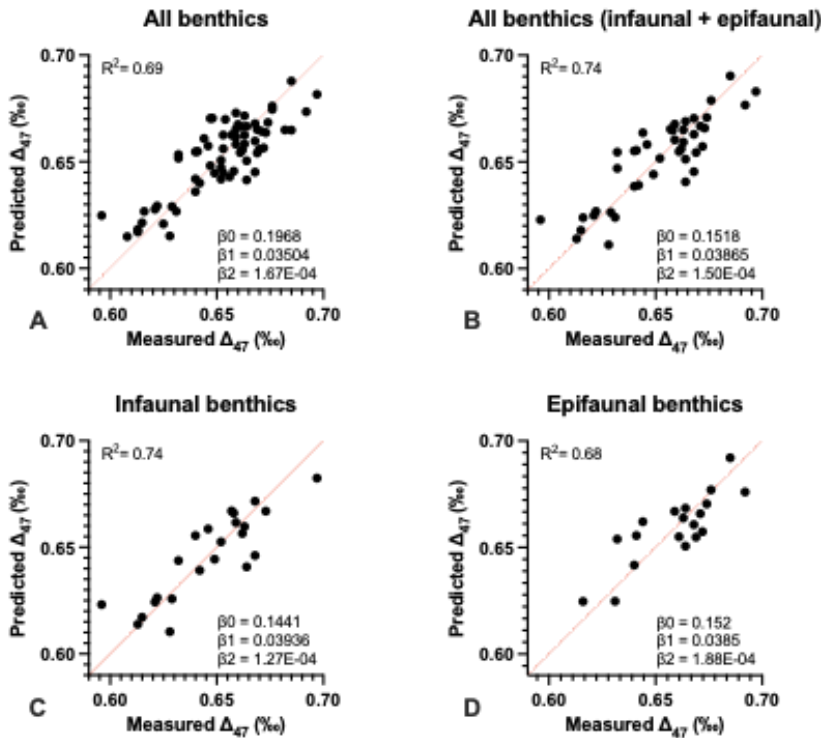 All benthics
R²= 0.69
0.70
0.65
0.60
Predicted Δ₄₇ (‰)
β0 = 0.1968
β1 = 0.03504
β2 = 1.67E-04
0.60 0.65 0.70
Measured Δ₄₇ (‰)
A
All benthics (infaunal + epifaunal)
R²= 0.74
0.70
0.65
0.60
Predicted Δ₄₇ (‰)
β0 = 0.1518
β1 = 0.03865
β2 = 1.50E-04
0.60 0.65 0.70
Measured Δ₄₇ (‰)
B
Infaunal benthics
R²= 0.74
0.70
0.65
0.60
Predicted Δ₄₇ (‰)
β0 = 0.1441
β1 = 0.03936
β2 = 1.27E-04
0.60 0.65 0.70
Measured Δ₄₇ (‰)
C
Epifaunal benthics
R²= 0.68
0.70
0.65
0.60
Predicted Δ₄₇ (‰)
β0 = 0.152
β1 = 0.0385
β2 = 1.88E-04
0.60 0.65 0.70
Measured Δ₄₇ (‰)
D